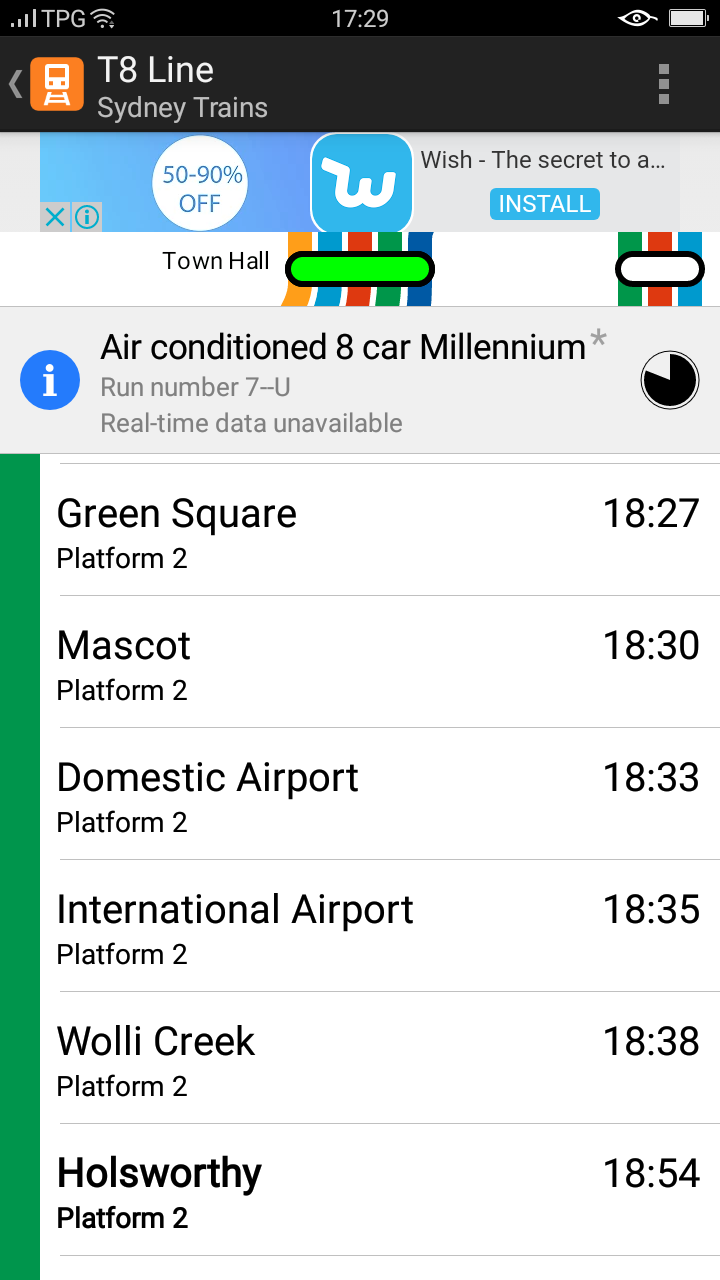 TPG
17:29
T8 Line
Sydney Trains
50-90%
OFF
Wish - The secret to a...
INSTALL
Town Hall
Air conditioned 8 car Millennium*
Run number 7--U
Real-time data unavailable
Green Square 18:27
Platform 2
Mascot 18:30
Platform 2
Domestic Airport 18:33
Platform 2
International Airport 18:35
Platform 2
Wolli Creek 18:38
Platform 2
Holsworthy 18:54
Platform 2